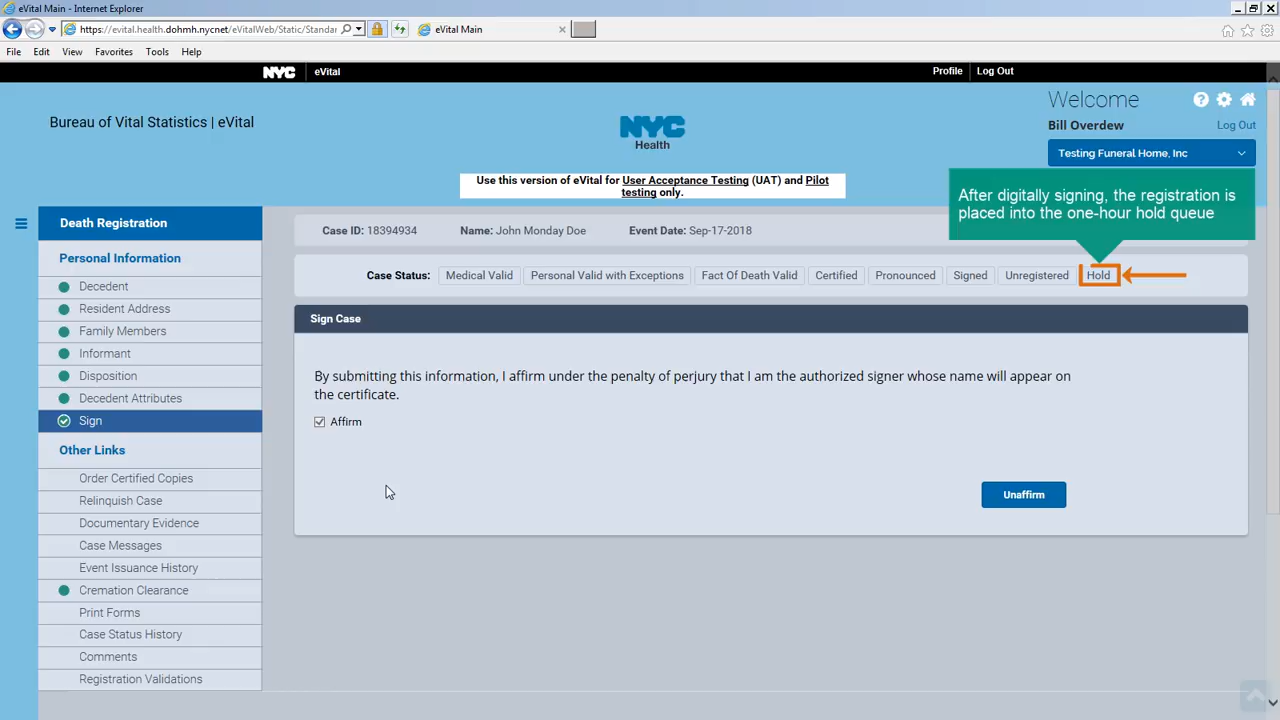 eVital Main - Internet Explorer
https://evital.health.dohmh.nycnet/eVitalWeb/Static/Standar
eVital Main
File Edit View Favorites Tools Help
NYC eVital Profile Log Out
Bureau of Vital Statistics | eVital
NYC
Health
Welcome
Bill Overdew Log Out
Testing Funeral Home, Inc
Use this version of eVital for User Acceptance Testing (UAT) and Pilot
testing only.
After digitally signing, the registration is
placed into the one-hour hold queue
Death Registration
Personal Information
Decedent
Resident Address
Family Members
Informant
Disposition
Decedent Attributes
Sign
Other Links
Order Certified Copies
Relinquish Case
Documentary Evidence
Case Messages
Event Issuance History
Cremation Clearance
Print Forms
Case Status History
Comments
Registration Validations
Case ID: 18394934 Name: John Monday Doe Event Date: Sep-17-2018
Case Status: Medical Valid Personal Valid with Exceptions Fact Of Death Valid Certified Pronounced Signed Unregistered Hold
Sign Case
By submitting this information, I affirm under the penalty of perjury that I am the authorized signer whose name will appear on
the certificate.
Affirm
Unaffirm